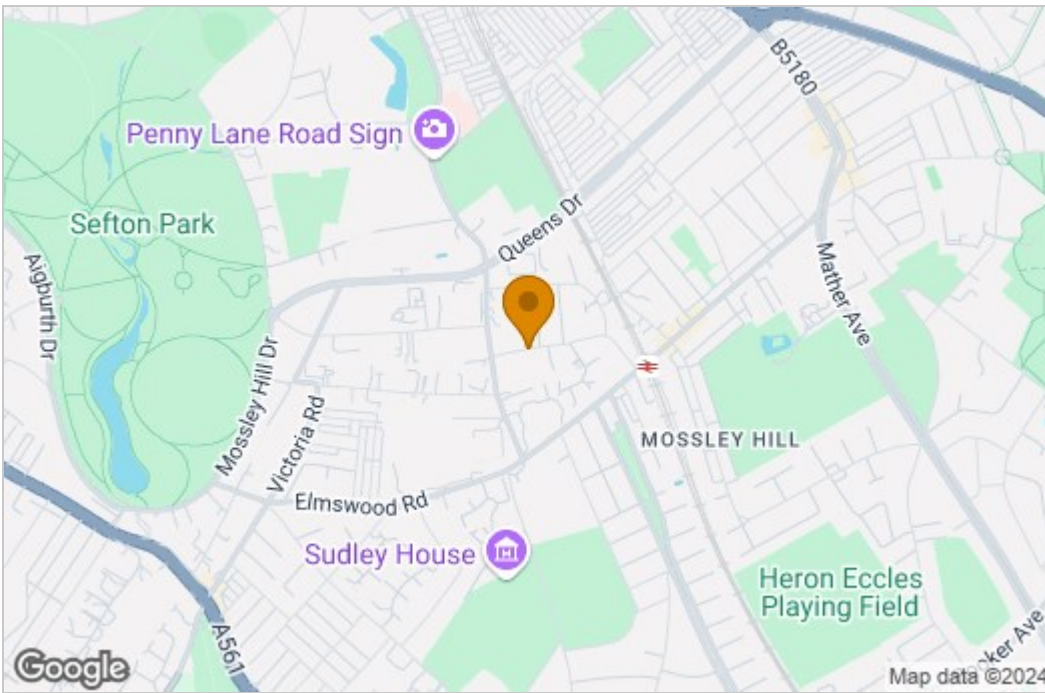 B5180
Penny Lane Road Sign
Sefton Park
Queens Dr
Aigburth Dr
Mather Ave
Mossley Hill Dr
Victoria Rd
MOSSLEY HILL
Elmswood Rd
Sudley House
Heron Eccles
Playing Field
A561
Google
Map data ©2024